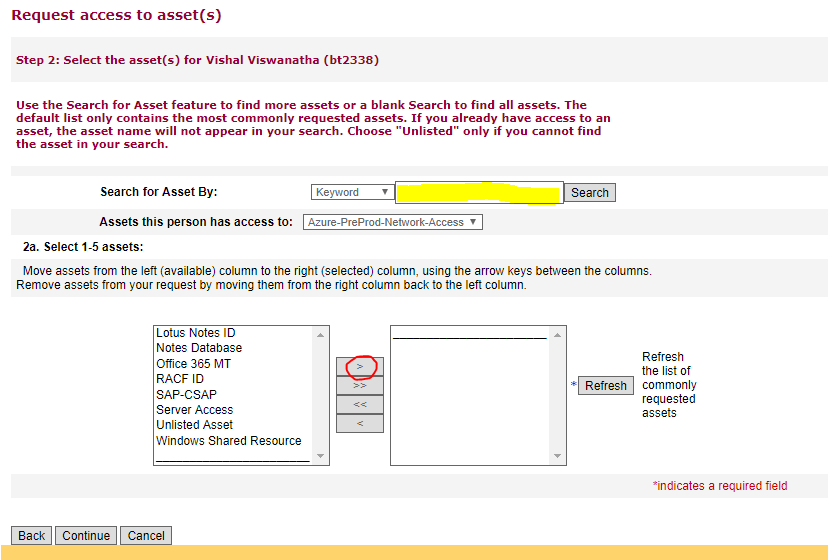 Request access to asset(s)
Step 2: Select the asset(s) for Vishal Viswanatha (bt2338)
Use the Search for Asset feature to find more assets or a blank Search to find all assets. The
default list only contains the most commonly requested assets. If you already have access to an
asset, the asset name will not appear in your search. Choose "Unlisted" only if you cannot find
the asset in your search.
Search for Asset By: Keyword Search
Assets this person has access to: Azure-PreProd-Network-Access
2a. Select 1-5 assets:
Move assets from the left (available) column to the right (selected) column, using the arrow keys between the columns.
Remove assets from your request by moving them from the right column back to the left column.
Lotus Notes ID
Notes Database
Office 365 MT
RACF ID
SAP-CSAP
Server Access
Unlisted Asset
Windows Shared Resource
>
>>
<<
<
* Refresh
Refresh
the list of
commonly
requested
assets
*indicates a required field
Back Continue Cancel